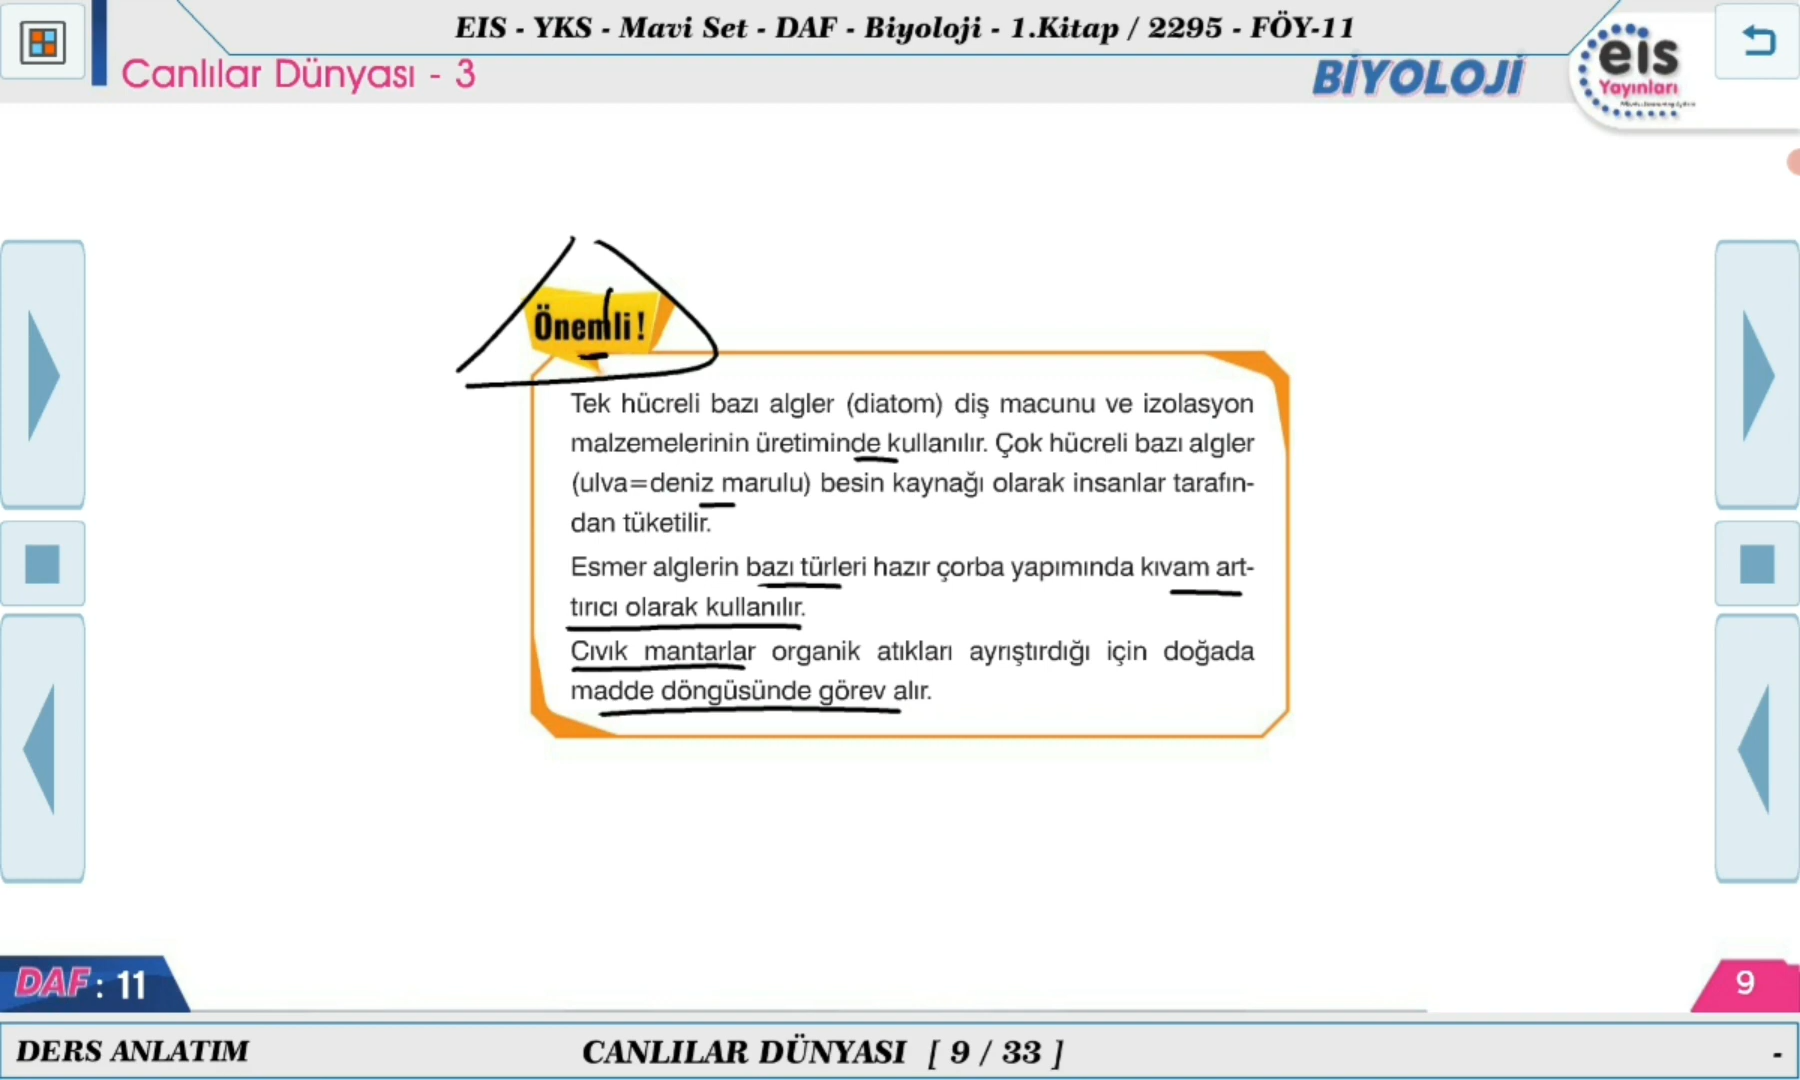 EIS - YKS - Mavi Set - DAF - Biyoloji - 1.Kitap / 2295 - FÖY-11
Canlılar Dünyası - 3
BİYOLOJİ
eis
Yayınları
Önemli!
Tek hücreli bazı algler (diatom) diş macunu ve izolasyon
malzemelerinin üretiminde kullanılır. Çok hücreli bazı algler
(ulva=deniz marulu) besin kaynağı olarak insanlar tarafın-
dan tüketilir.
Esmer alglerin bazı türleri hazır çorba yapımında kıvam art-
tırıcı olarak kullanılır.
Cıvık mantarlar organik atıkları ayrıştırdığı için doğada
madde döngüsünde görev alır.
DAF : 11
9
DERS ANLATIM
CANLILAR DÜNYASI [ 9 / 33 ]
-